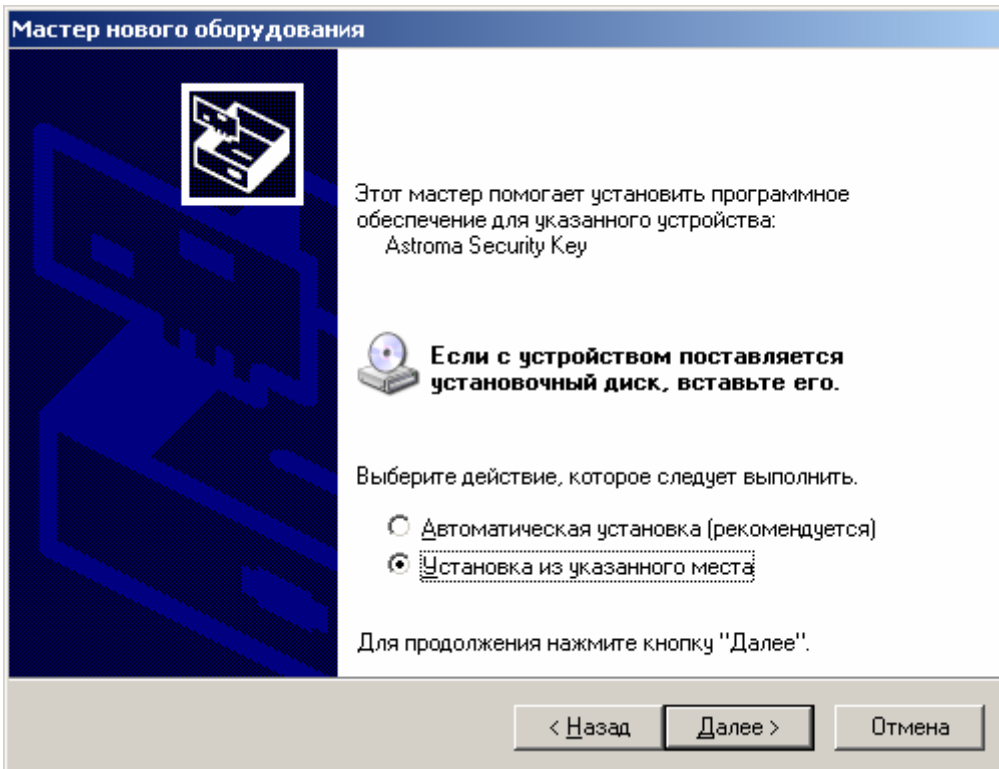 Мастер нового оборудования
Этот мастер помогает установить программное
обеспечение для указанного устройства:
Astroma Security Key
Если с устройством поставляется
установочный диск, вставьте его.
Выберите действие, которое следует выполнить.
Автоматическая установка (рекомендуется)
Установка из указанного места
Для продолжения нажмите кнопку "Далее".
< Назад
Далее >
Отмена